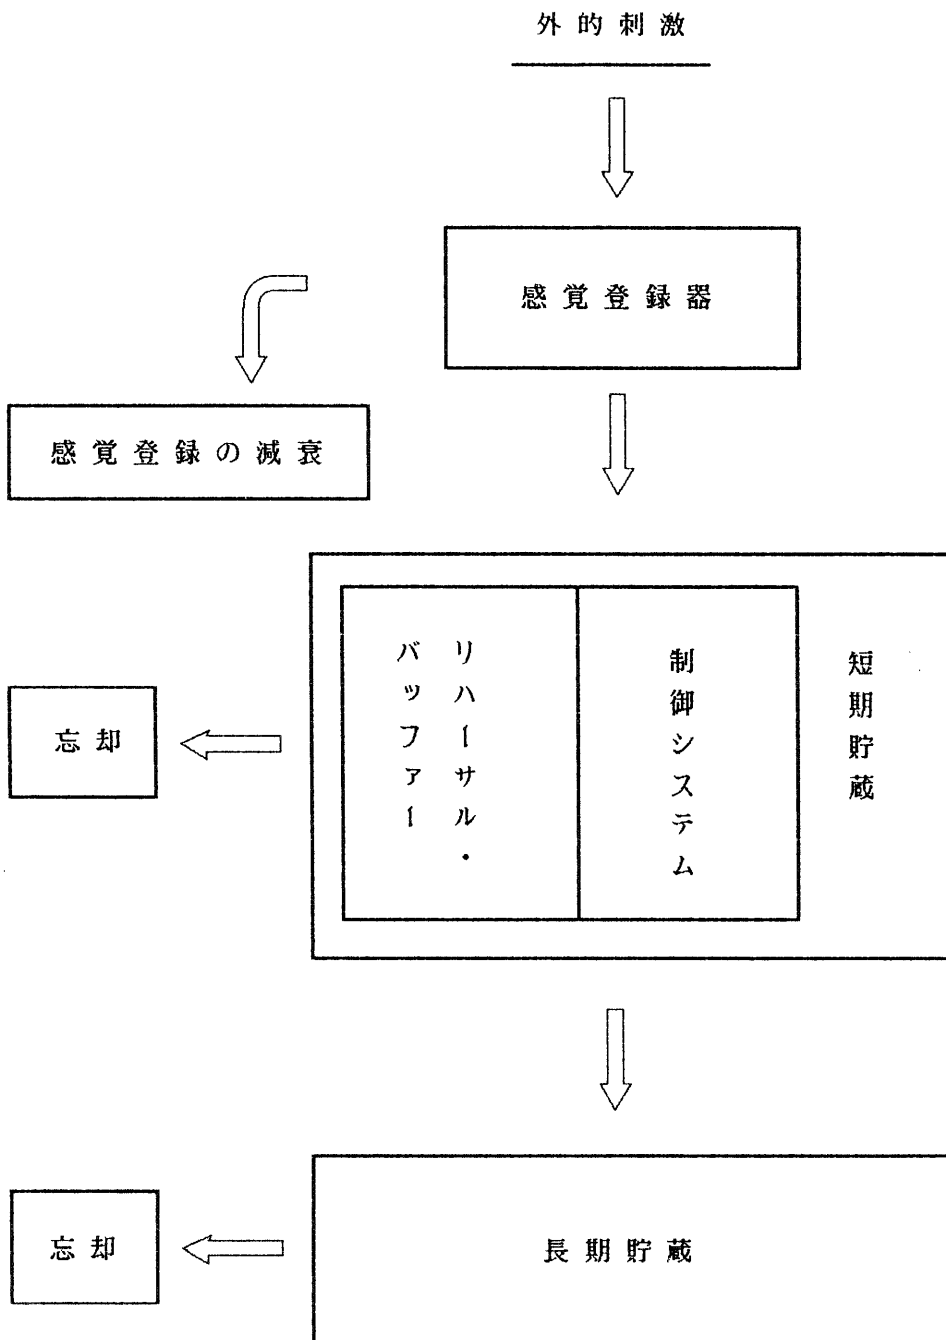 外的刺激
感覚登録器
感覚登録の減衰
リハーサル・
バッファー
制御システム
短期貯蔵
忘却
長期貯蔵
忘却